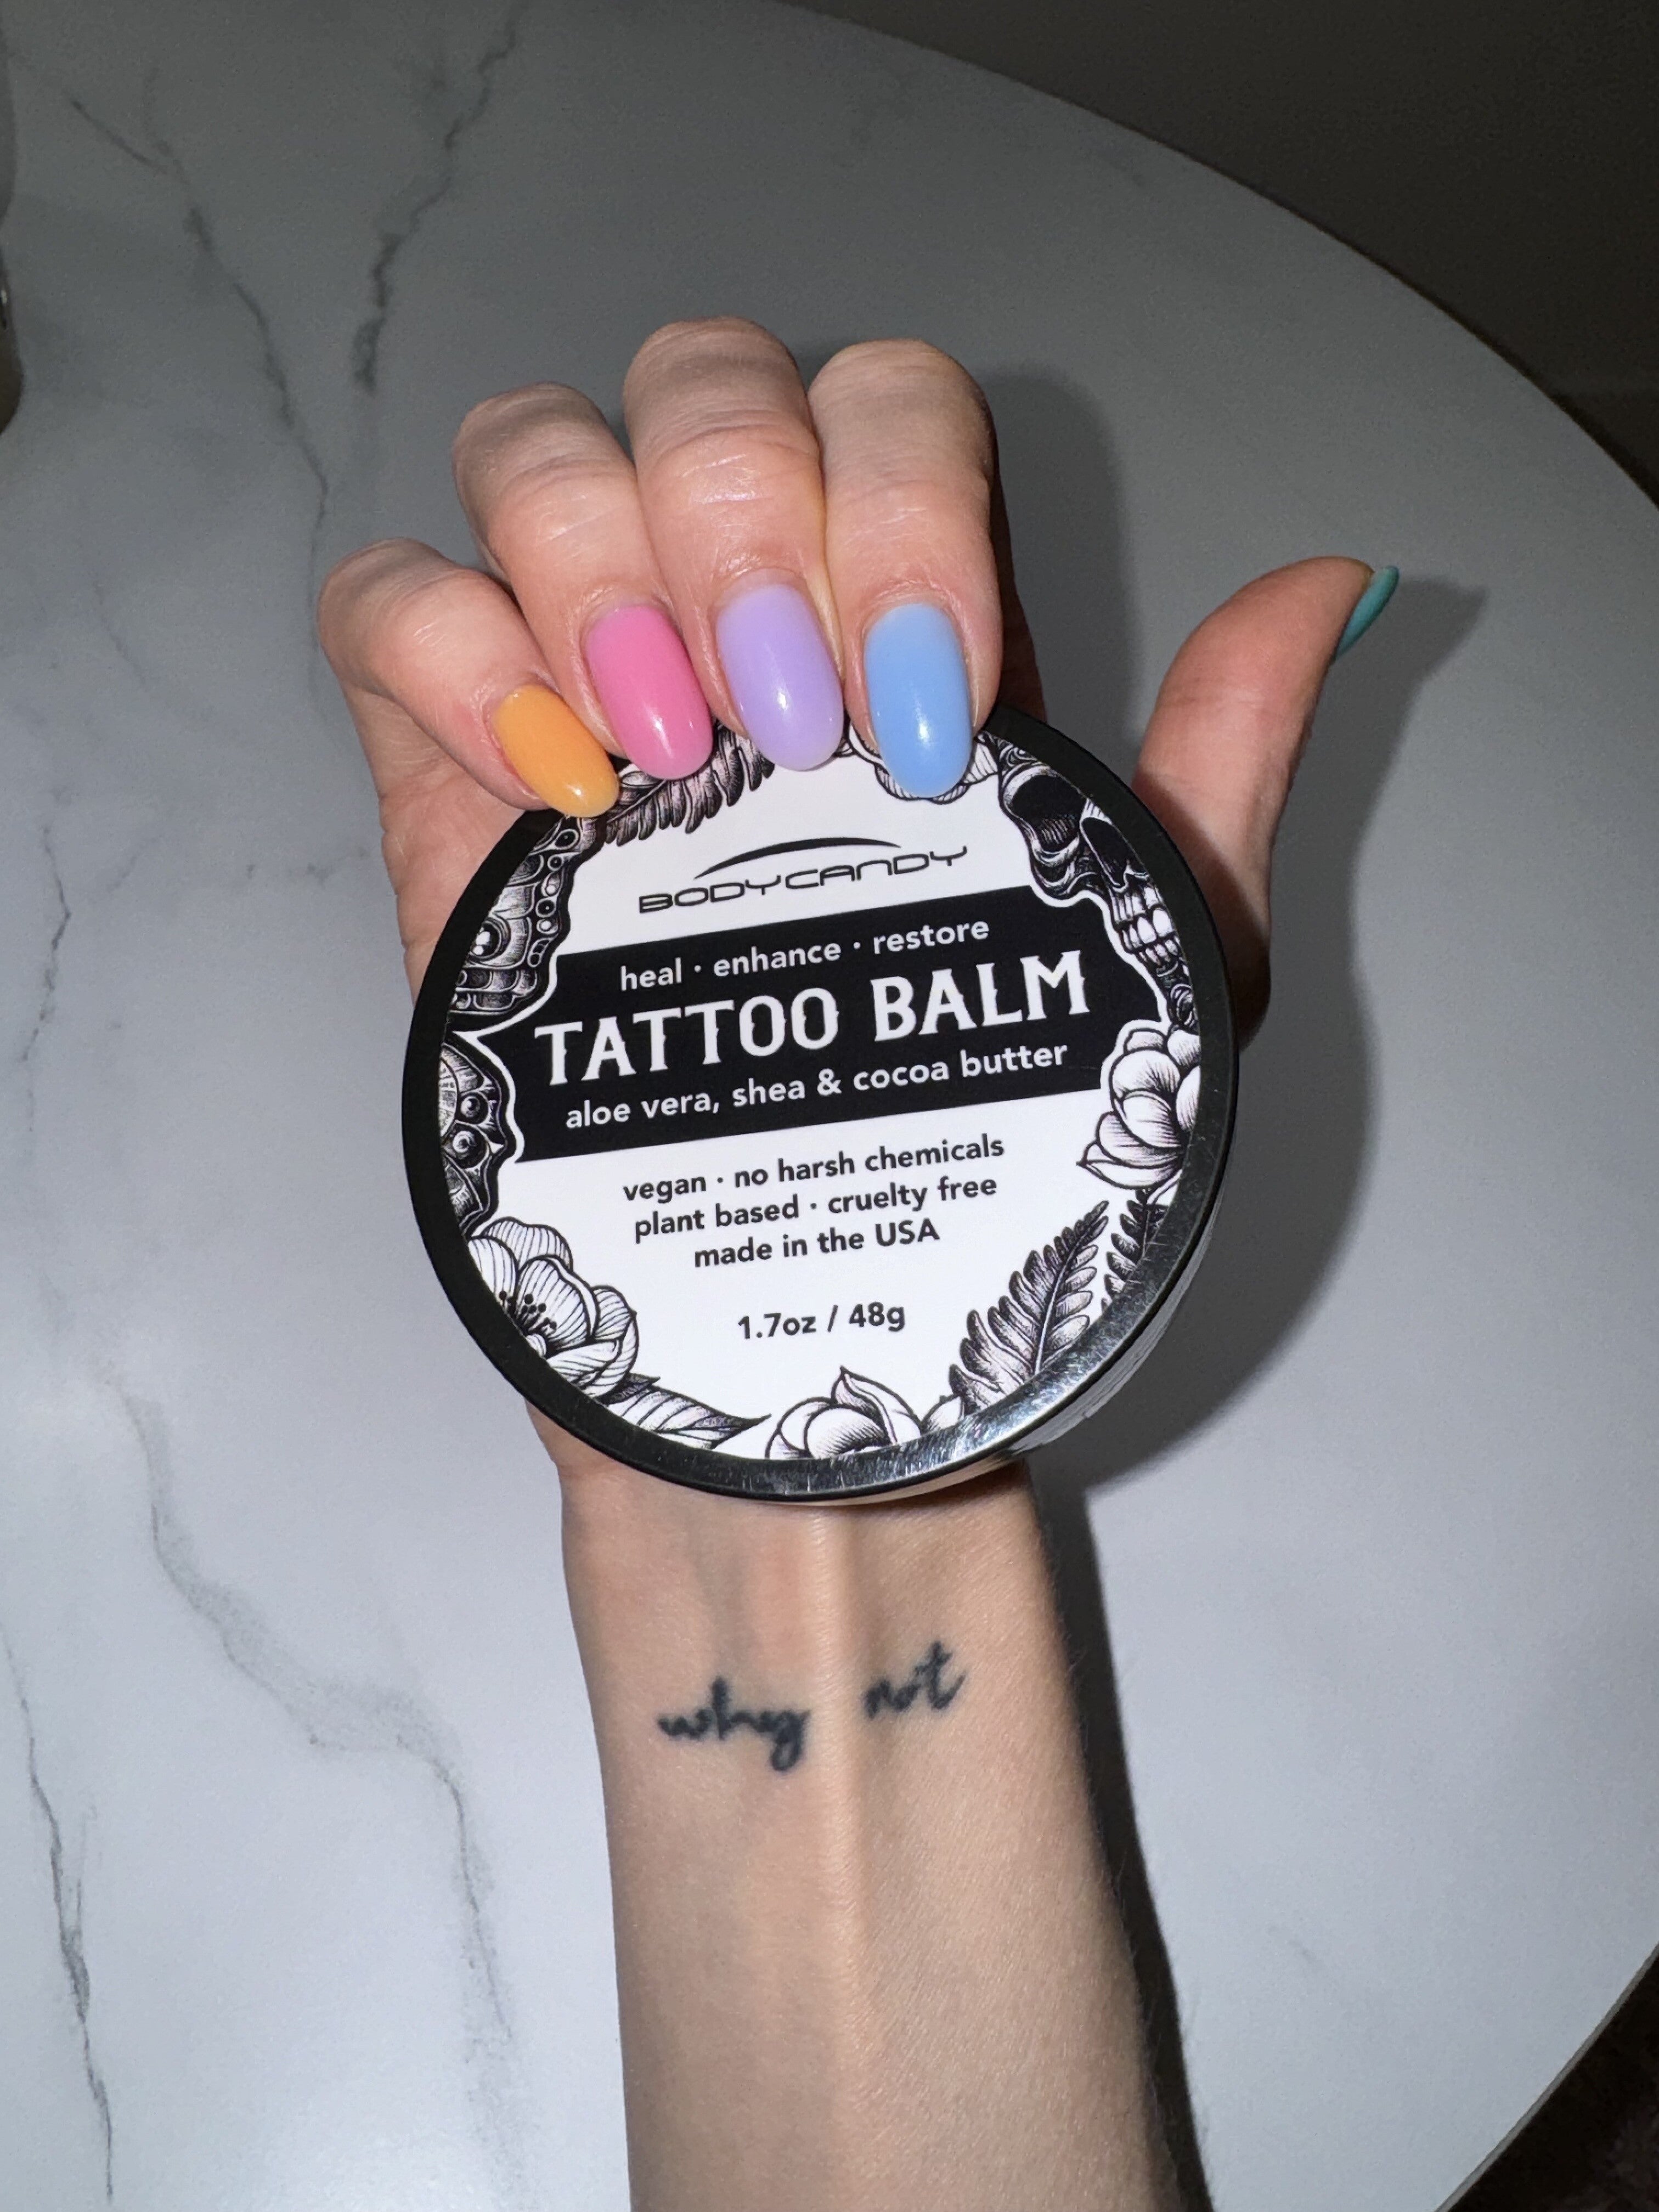 BODYCANDY
heal · enhance · restore
TATTOO BALM
aloe vera, shea & cocoa butter
vegan · no harsh chemicals
plant based · cruelty free
made in the USA
1.7oz / 48g
why not